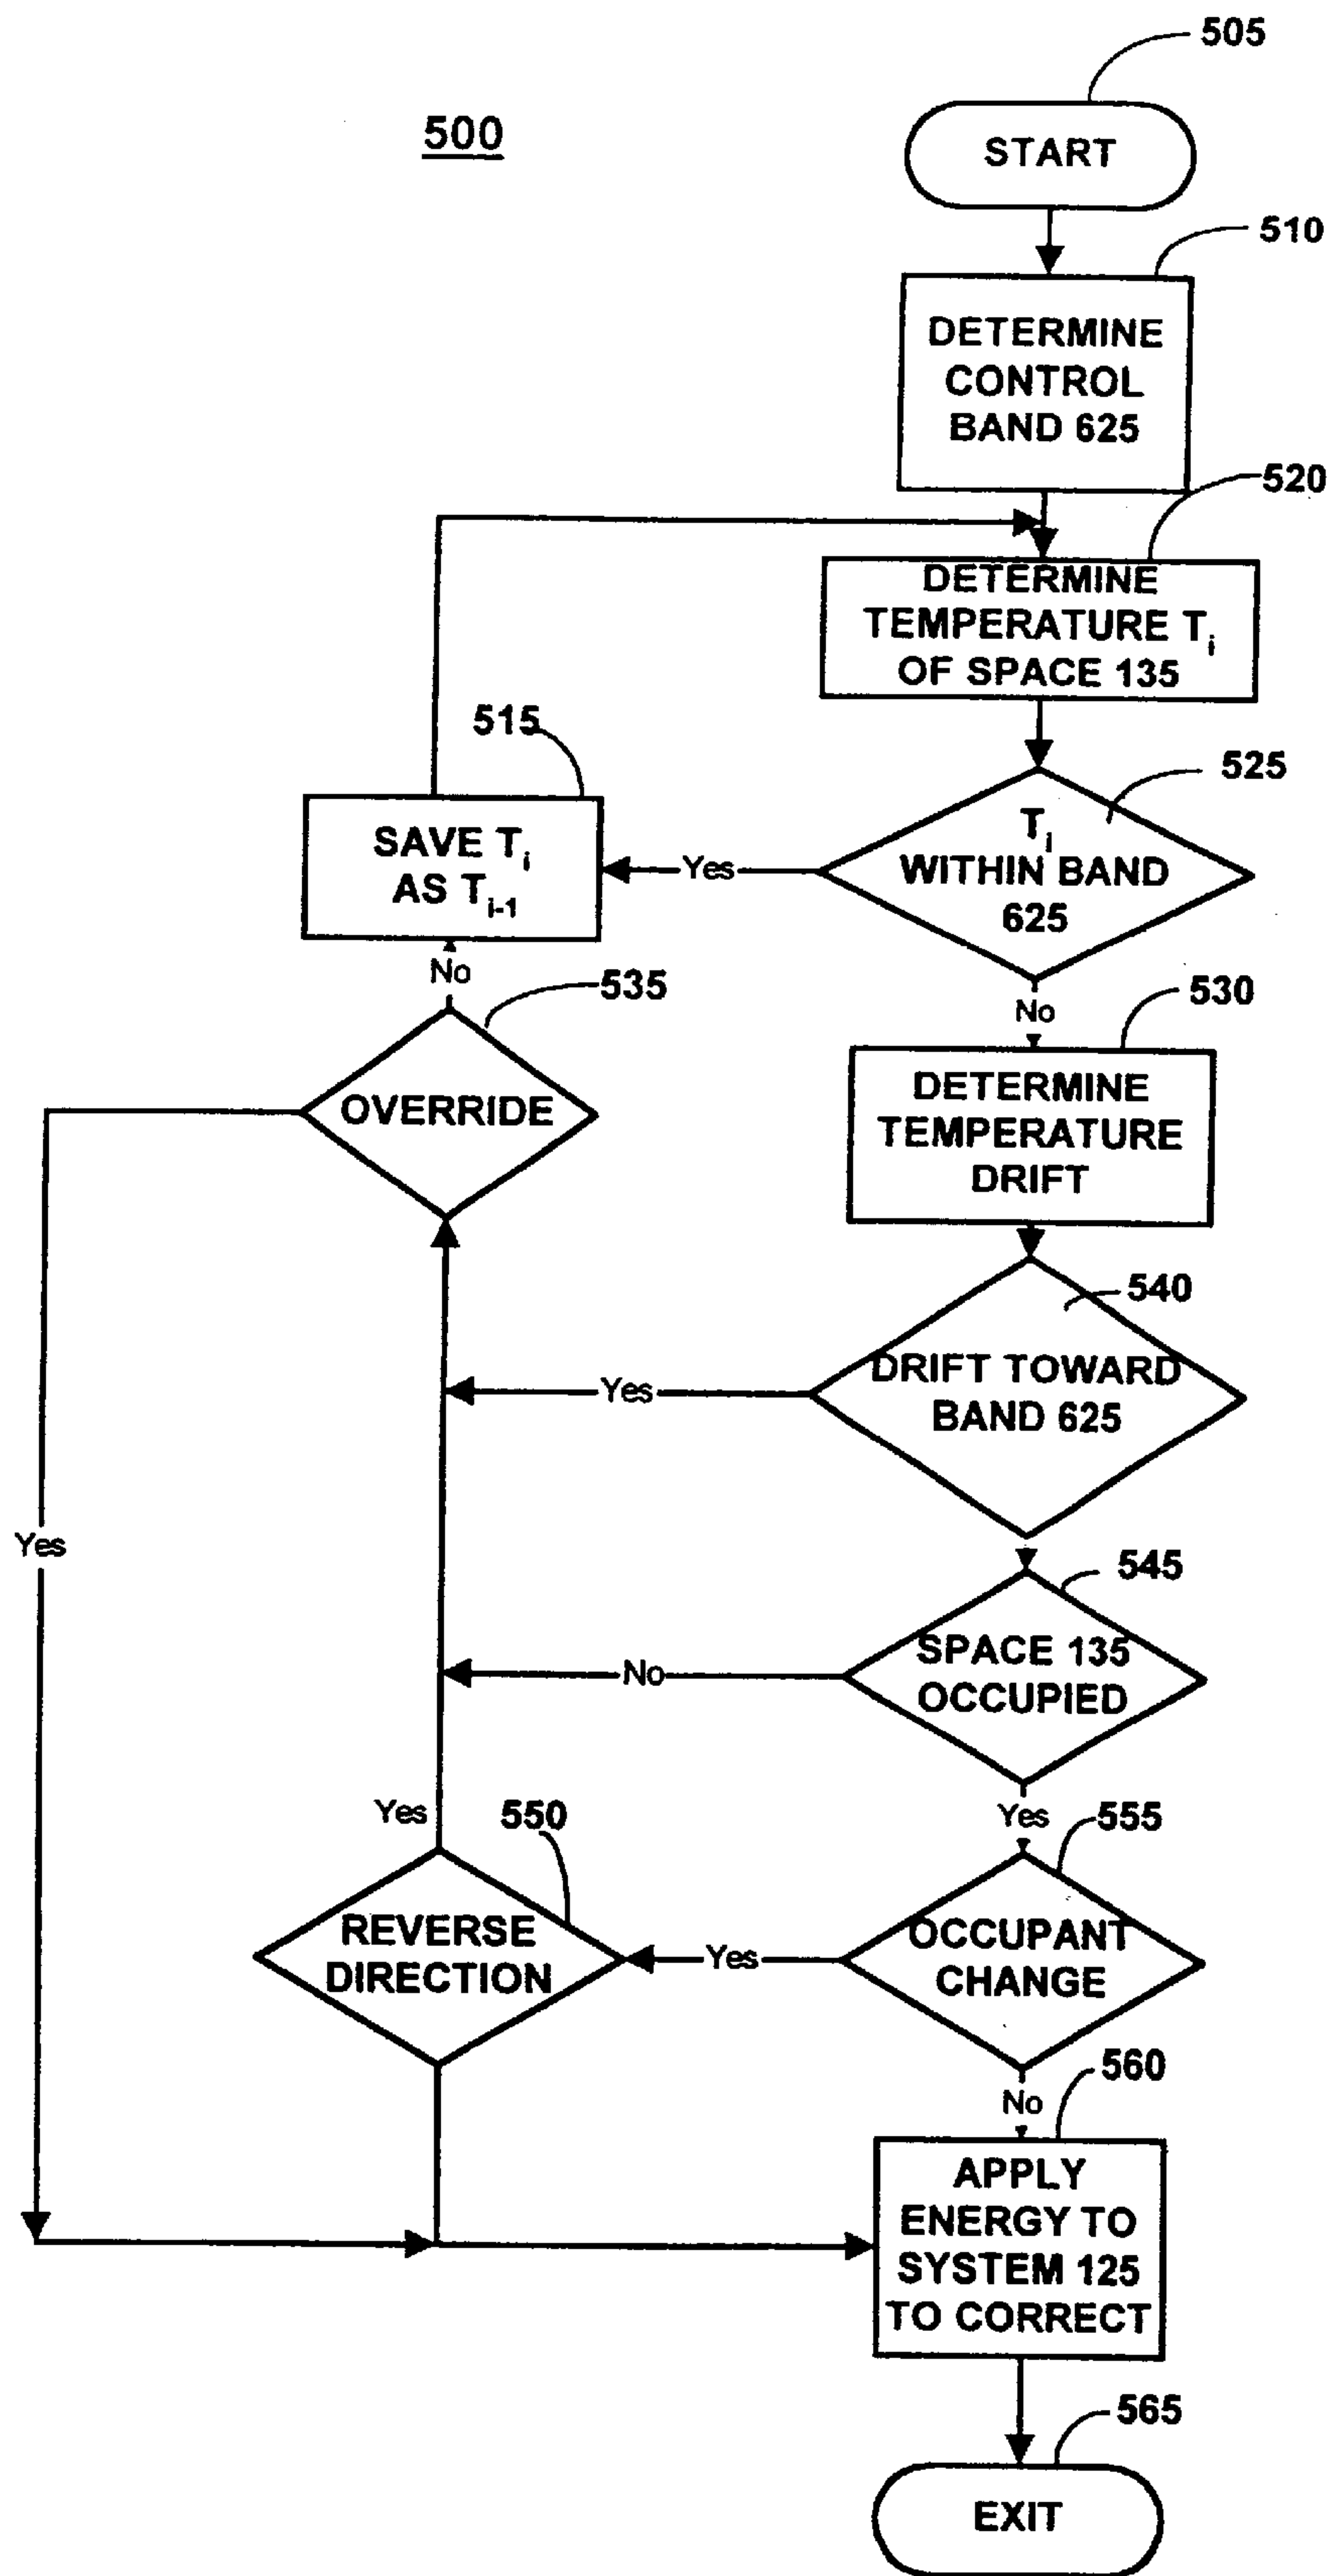 505
500
START
510
DETERMINE
CONTROL
BAND 625
520
DETERMINE
TEMPERATURE Ti
OF SPACE 135
515
525
SAVE Ti
AS Ti-1
Yes
Ti
WITHIN BAND
625
No
535
No
530
OVERRIDE
DETERMINE
TEMPERATURE
DRIFT
540
Yes
DRIFT TOWARD
BAND 625
Yes
545
No
SPACE 135
OCCUPIED
Yes
550
Yes
555
REVERSE
DIRECTION
Yes
OCCUPANT
CHANGE
560
No
APPLY
ENERGY TO
SYSTEM 125
TO CORRECT
565
EXIT